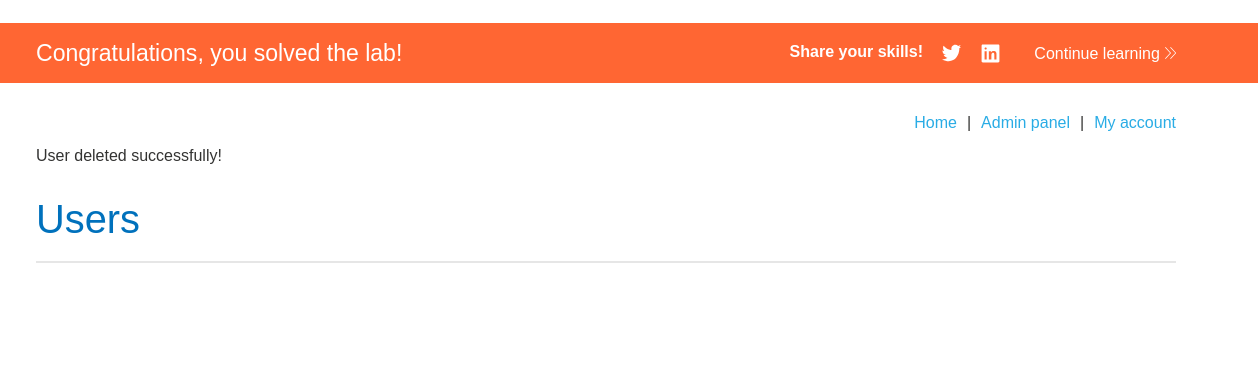 Congratulations, you solved the lab!
Share your skills!
Continue learning
Home | Admin panel | My account
User deleted successfully!
Users